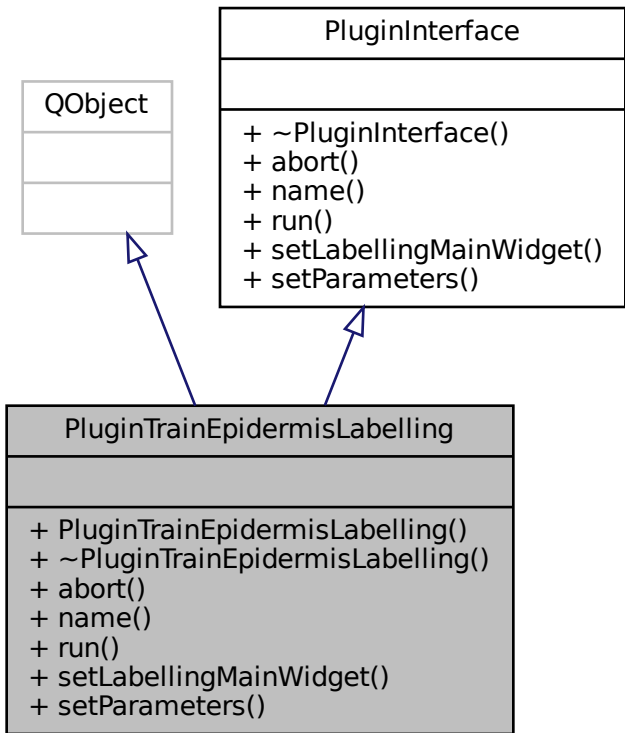 PluginInterface
+ ~PluginInterface()
+ abort()
+ name()
+ run()
+ setLabellingMainWidget()
+ setParameters()
QObject
PluginTrainEpidermisLabelling
+ PluginTrainEpidermisLabelling()
+ ~PluginTrainEpidermisLabelling()
+ abort()
+ name()
+ run()
+ setLabellingMainWidget()
+ setParameters()